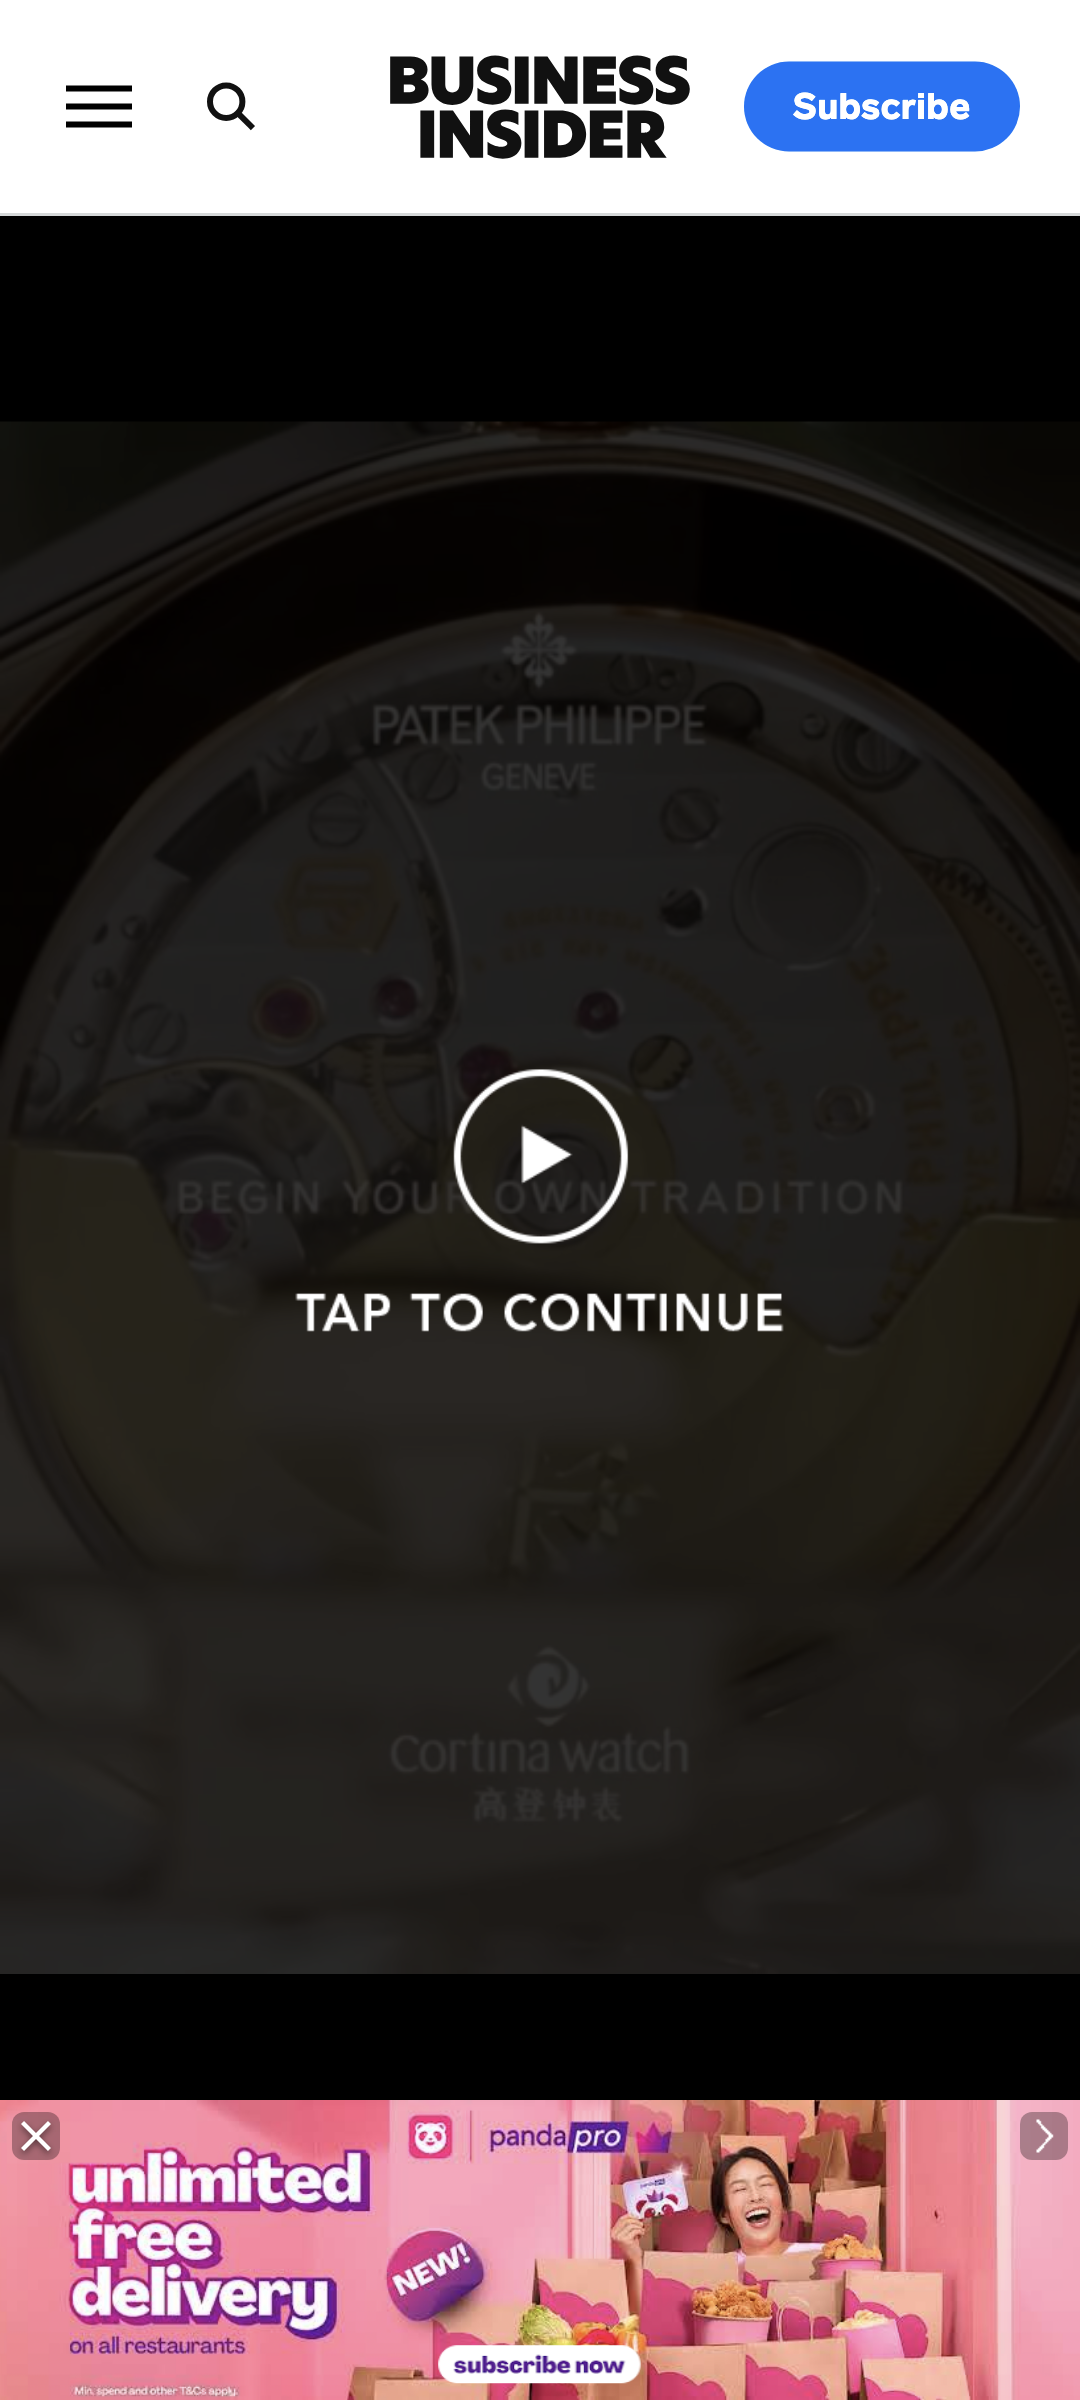 BUSINESS
INSIDER
Subscribe
PATEK PHILIPPE
GENEVE
BEGIN YOUR OWN TRADITION
TAP TO CONTINUE
Cortina watch
高登钟表
pandapro
unlimited
free
delivery
NEW!
on all restaurants
subscribe now
Min. spend and other T&Cs apply.